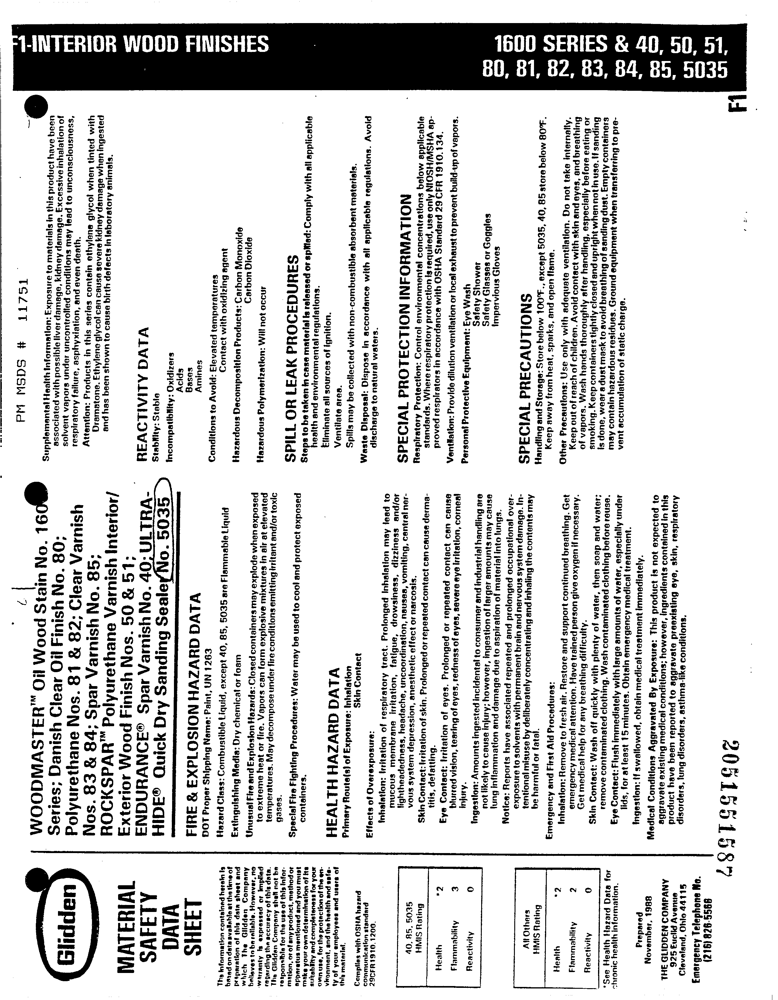 F1-INTERIOR WOOD FINISHES
1600 SERIES & 40, 50, 51,
80, 81, 82, 83, 84, 85, 5035
F1
PM MSDS # 11751
Glidden
MATERIAL
SAFETY
DATA
SHEET
The information contained herein is
based on data available at the time of
preparation of this data sheet and
which The Glidden Company
believes to be reliable. However, no
warranty is expressed or implied
regarding the accuracy of this data.
The Glidden Company shall not be
responsible for the use of this infor-
mation, or of any product, method or
apparatus mentioned and you must
make your own determination of its
suitability and completeness for your
own use, for the protection of the en-
vironment, and the health and safe-
ty of your employees and users of
this material.
Complies with OSHA hazard
communication standard
29CFR1910.1200.
40, 85, 5035
HMIS Rating
Health *2
Flammability 3
Reactivity 0
All Others
HMIS Rating
Health *2
Flammability 2
Reactivity 0
*See Health Hazard Data for
chronic health information.
Prepared
November, 1988
THE GLIDDEN COMPANY
925 Euclid Avenue
Cleveland, Ohio 44115
Emergency Telephone No.
(216) 826-5566
WOODMASTER™ Oil Wood Stain No. 1600
Series; Danish Clear Oil Finish No. 80;
Polyurethane Nos. 81 & 82; Clear Varnish
Nos. 83 & 84; Spar Varnish No. 85;
ROCKSPAR™ Polyurethane Varnish Interior/
Exterior Wood Finish Nos. 50 & 51;
ENDURANCE® Spar Varnish No. 40; ULTRA-
HIDE® Quick Dry Sanding Sealer No. 5035
FIRE & EXPLOSION HAZARD DATA
DOT Proper Shipping Name: Paint, UN 1263
Hazard Class: Combustible Liquid, except 40, 85, 5035 are Flammable Liquid
Extinguishing Media: Dry chemical or foam
Unusual Fire and Explosion Hazards: Closed containers may explode when exposed
to extreme heat or fire. Vapors can form explosive mixtures in air at elevated
temperatures. May decompose under fire conditions emitting irritant and/or toxic
gases.
Special Fire Fighting Procedures: Water may be used to cool and protect exposed
containers.
HEALTH HAZARD DATA
Primary Route(s) of Exposure: Inhalation
Skin Contact
Effects of Overexposure:
Inhalation: Irritation of respiratory tract. Prolonged inhalation may lead to
mucous membrane irritation, fatigue, drowsiness, dizziness and/or
lightheadedness, headache, uncoordination, nausea, vomiting, central ner-
vous system depression, anesthetic effect or narcosis.
Skin Contact: Irritation of skin. Prolonged or repeated contact can cause derma-
titis, defatting.
Eye Contact: Irritation of eyes. Prolonged or repeated contact can cause
blurred vision, tearing of eyes, redness of eyes, severe eye irritation, corneal
injury.
Ingestion: Amounts ingested incidental to consumer and industrial handling are
not likely to cause injury; however, ingestion of larger amounts may cause
lung inflammation and damage due to aspiration of material into lungs.
Notice: Reports have associated repeated and prolonged occupational over-
exposure to solvents with permanent brain and nervous system damage. In-
tentional misuse by deliberately concentrating and inhaling the contents may
be harmful or fatal.
Emergency and First Aid Procedures:
Inhalation: Remove to fresh air. Restore and support continued breathing. Get
emergency medical attention. Have trained person give oxygen if necessary.
Get medical help for any breathing difficulty.
Skin Contact: Wash off quickly with plenty of water, then soap and water;
remove contaminated clothing. Wash contaminated clothing before reuse.
Eye Contact: Flush immediately with large amounts of water, especially under
lids, for at least 15 minutes. Obtain emergency medical treatment.
Ingestion: If swallowed, obtain medical treatment immediately.
Medical Conditions Aggravated By Exposure: This product is not expected to
aggravate existing medical conditions; however, ingredients contained in this
product have been reported to aggravate preexisting eye, skin, respiratory
disorders, lung disorders, asthma-like conditions.
2051551587
Supplemental Health Information: Exposure to materials in this product have been
associated with possible liver damage, kidney damage. Excessive inhalation of
solvent vapors under uncontrolled conditions may lead to unconsciousness,
respiratory failure, asphyxiation, and even death.
Attention: Products in this series contain ethylene glycol when tinted with
Dramatone. Ethylene glycol can cause severe kidney damage when ingested
and has been shown to cause birth defects in laboratory animals.
REACTIVITY DATA
Stability: Stable
Incompatibility: Oxidizers
Acids
Bases
Amines
Conditions to Avoid: Elevated temperatures
Contact with oxidizing agent
Hazardous Decomposition Products: Carbon Monoxide
Carbon Dioxide
Hazardous Polymerization: Will not occur
SPILL OR LEAK PROCEDURES
Steps to be taken in case material is released or spilled: Comply with all applicable
health and environmental regulations.
Eliminate all sources of ignition.
Ventilate area.
Spills may be collected with non-combustible absorbent materials.
Waste Disposal: Dispose in accordance with all applicable regulations. Avoid
discharge to natural waters.
SPECIAL PROTECTION INFORMATION
Respiratory Protection: Control environmental concentrations below applicable
standards. Where respiratory protection is required, use only NIOSH/MSHA ap-
proved respirators in accordance with OSHA Standard 29 CFR 1910.134.
Ventilation: Provide dilution ventilation or local exhaust to prevent build-up of vapors.
Personal Protective Equipment: Eye Wash
Safety Shower
Safety Glasses or Goggles
Impervious Gloves
SPECIAL PRECAUTIONS
Handling and Storage: Store below 100°F., except 5035, 40, 85 store below 80°F.
Keep away from heat, sparks, and open flame.
Other Precautions: Use only with adequate ventilation. Do not take internally.
Keep out of reach of children. Avoid contact with skin and eyes, and breathing
of vapors. Wash hands thoroughly after handling, especially before eating or
smoking. Keep containers tightly closed and upright when not in use. If sanding
is done, wear a dust mask to avoid breathing of sanding dust. Empty containers
may contain hazardous residues. Ground equipment when transferring to pre-
vent accumulation of static charge.